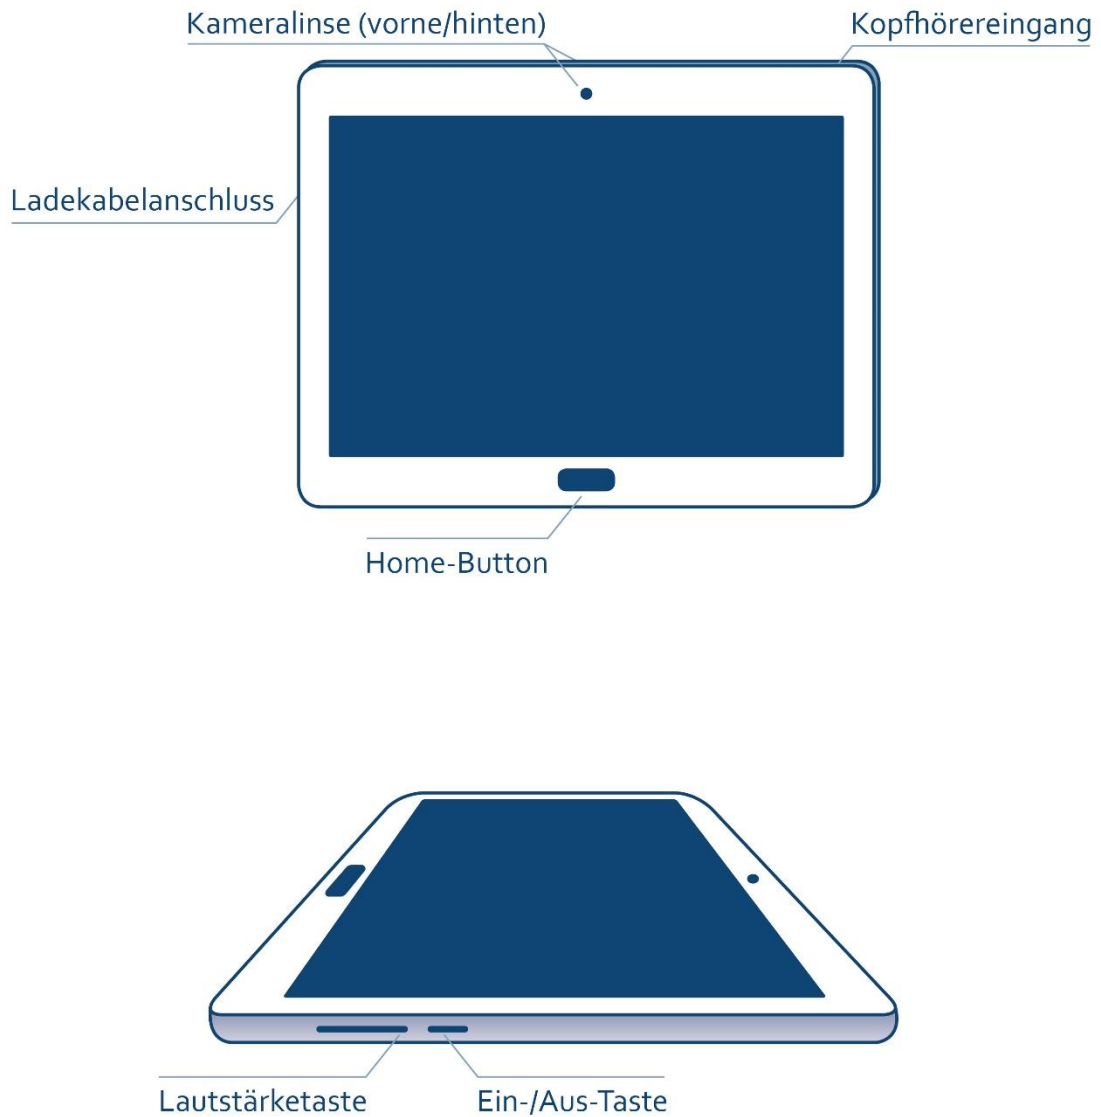 Kameralinse (vorne/hinten)
Kopfhörereingang
Ladekabelanschluss
Home-Button
Lautstärketaste
Ein-/Aus-Taste